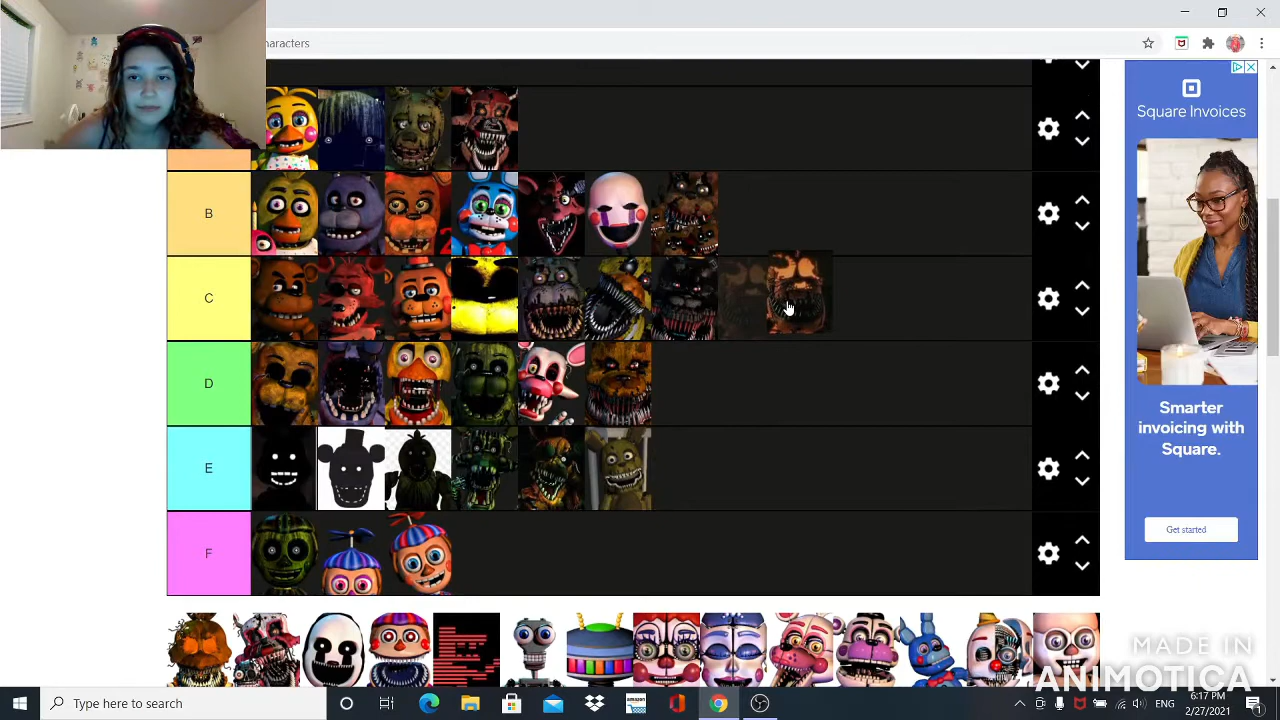 haracters
B
C
D
E
F
Square Invoices
Smarter
invoicing with
Square.
Get started
MADE IN
ANIMOTICA
Type here to search
amazon
6:17 PM
2/27/2021